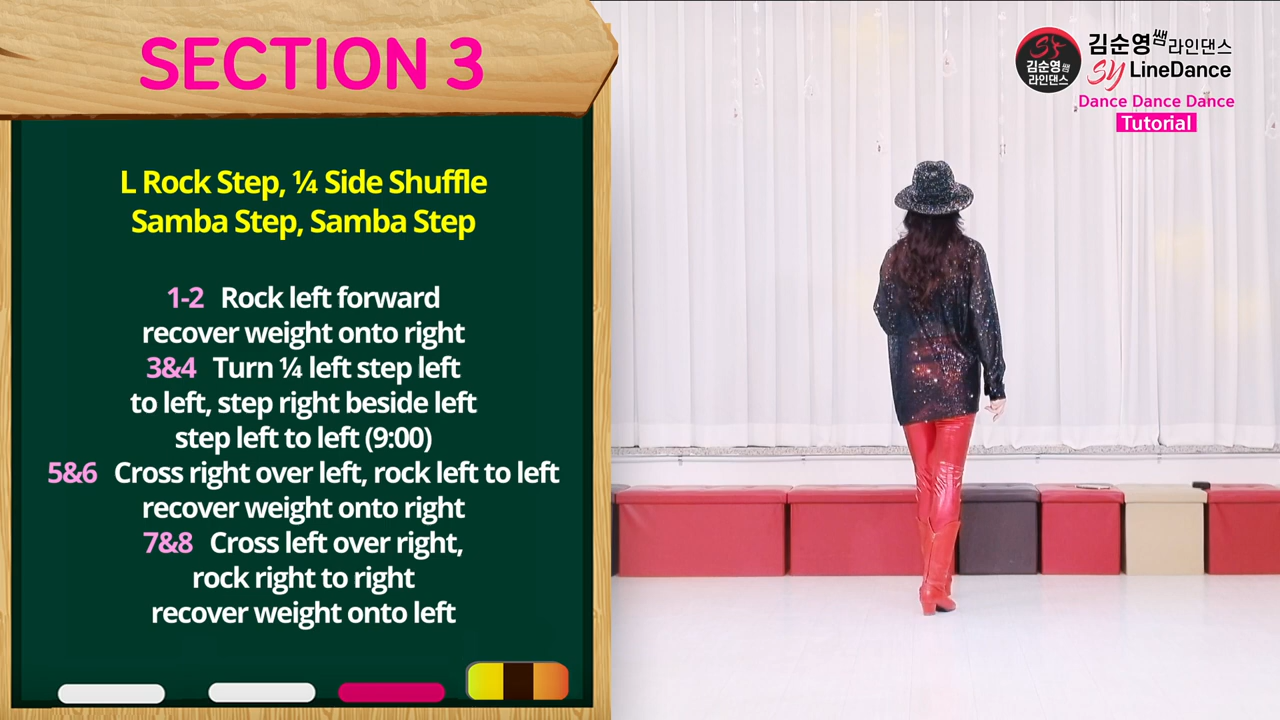 SECTION 3
L Rock Step, ¼ Side Shuffle
Samba Step, Samba Step
1-2 Rock left forward
recover weight onto right
3&4 Turn ¼ left step left
to left, step right beside left
step left to left (9:00)
5&6 Cross right over left, rock left to left
recover weight onto right
7&8 Cross left over right,
rock right to right
recover weight onto left
SY
김순영쌤
라인댄스
김순영쌤라인댄스
SY LineDance
Dance Dance Dance
Tutorial